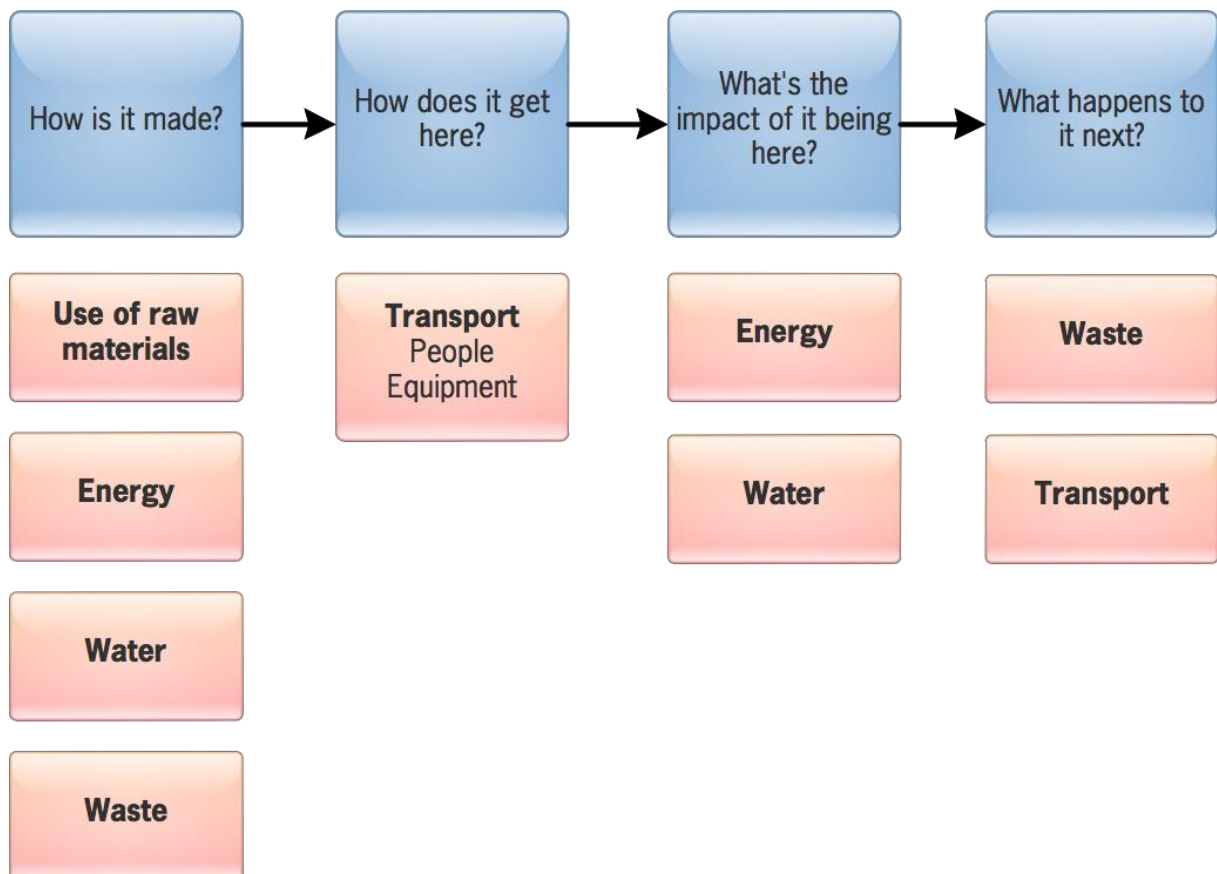 How is it made?
How does it get
here?
What's the
impact of it being
here?
What happens to
it next?
Use of raw
materials
Energy
Water
Waste
Transport
People
Equipment
Energy
Water
Waste
Transport